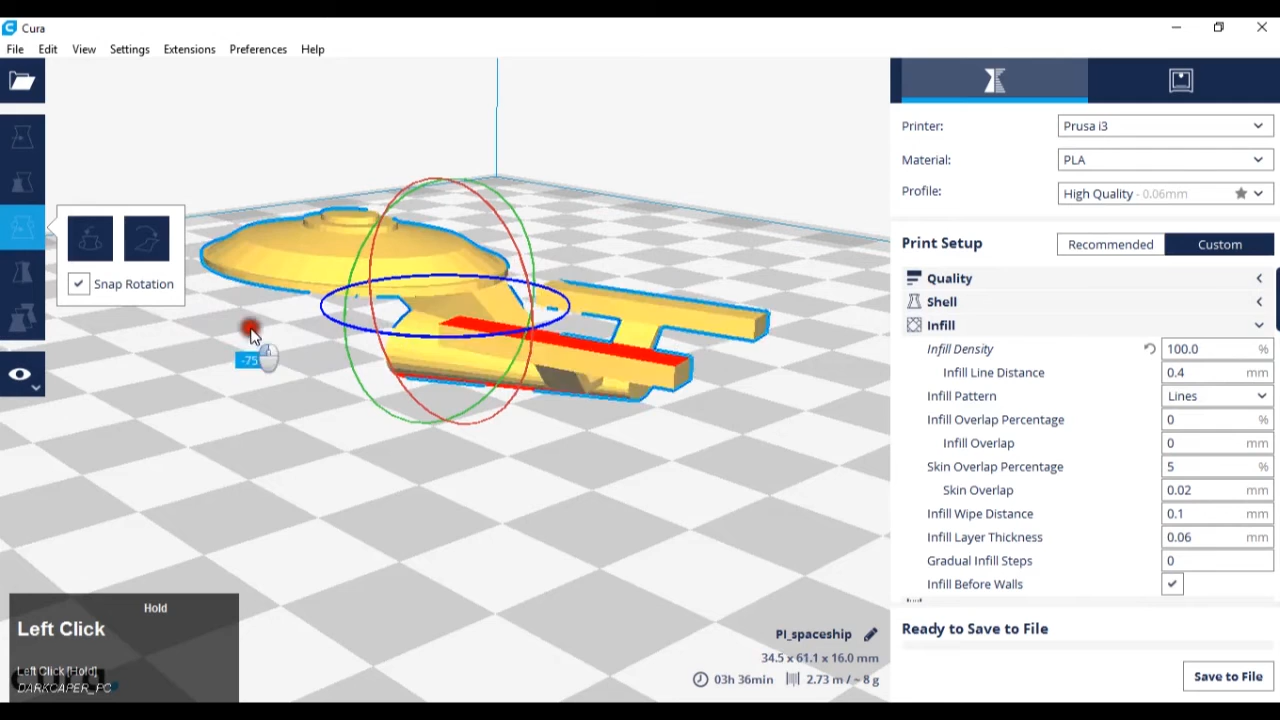 Cura
File Edit View Settings Extensions Preferences Help
Printer: Prusa i3
Material: PLA
Profile: High Quality - 0.06mm
Print Setup Recommended Custom
Quality
Shell
Infill
Infill Density 100.0 %
Infill Line Distance 0.4 mm
Infill Pattern Lines
Infill Overlap Percentage 0 %
Infill Overlap 0 mm
Skin Overlap Percentage 5 %
Skin Overlap 0.02 mm
Infill Wipe Distance 0.1 mm
Infill Layer Thickness 0.06 mm
Gradual Infill Steps 0
Infill Before Walls
Snap Rotation
-75
Hold
Left Click
Left Click [Hold]
DARKCAPER_PC
PI_spaceship
34.5 x 61.1 x 16.0 mm
03h 36min 2.73 m / ~ 8 g
Ready to Save to File
Save to File